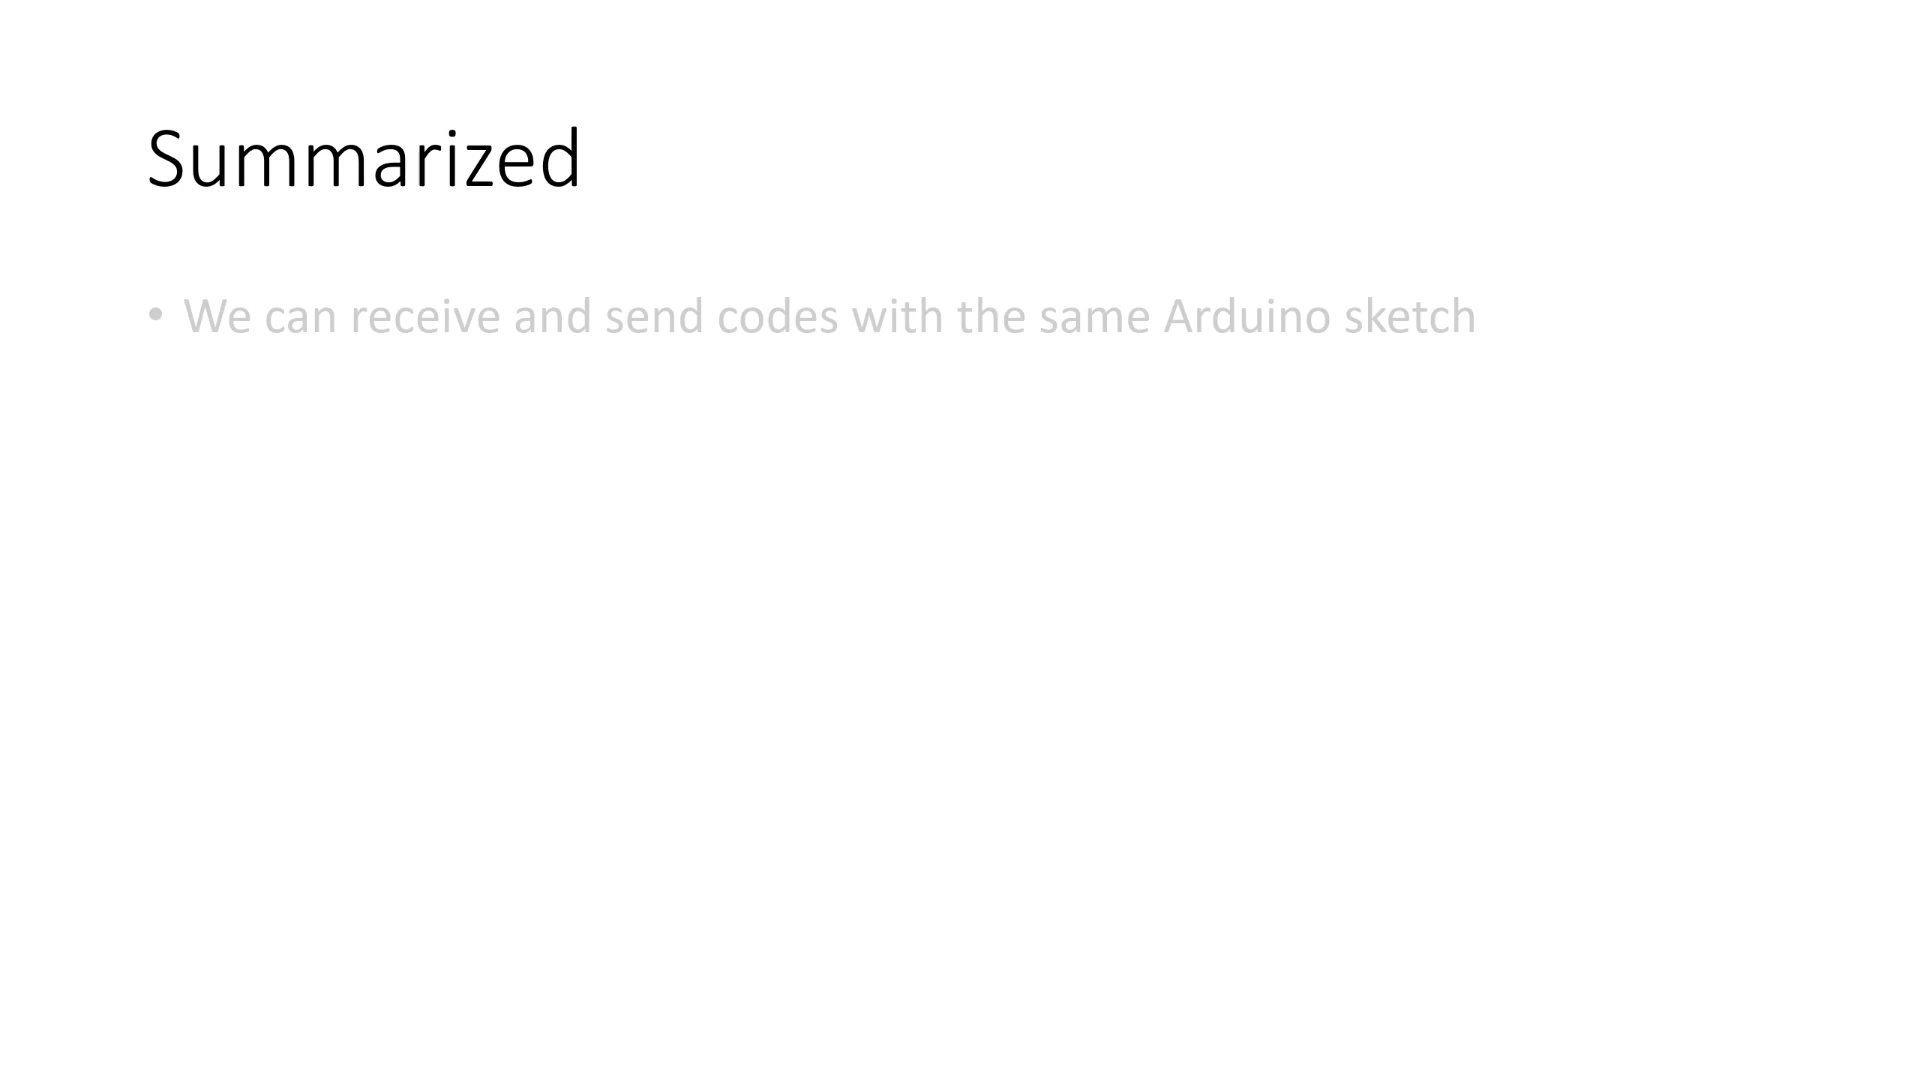 Summarized
• We can receive and send codes with the same Arduino sketch